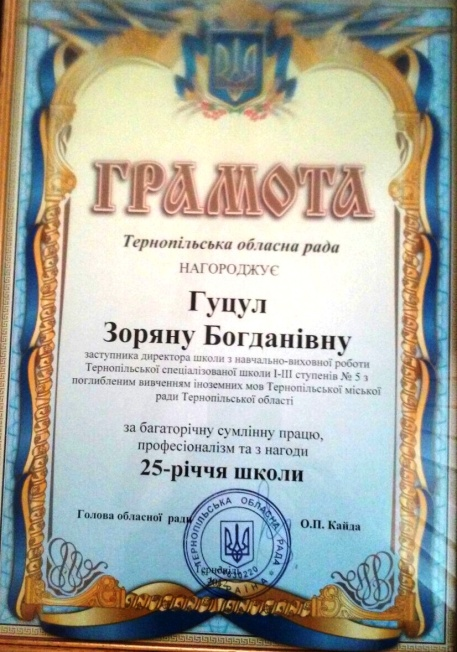 ГРАМОТА
Тернопільська обласна рада
НАГОРОДЖУЄ
Гуцул
Зоряну Богданівну
заступника директора школи з навчально-виховної роботи
Тернопільської спеціалізованої школи І-ІІІ ступенів № 5 з
поглибленим вивченням іноземних мов Тернопільської міської
ради Тернопільської області
за багаторічну сумлінну працю,
професіоналізм та з нагоди
25-річчя школи
Голова обласної ради
О.П. Кайда
ТЕРНОПІЛЬСЬКА ОБЛАСНА РАДА
УКРАЇНА